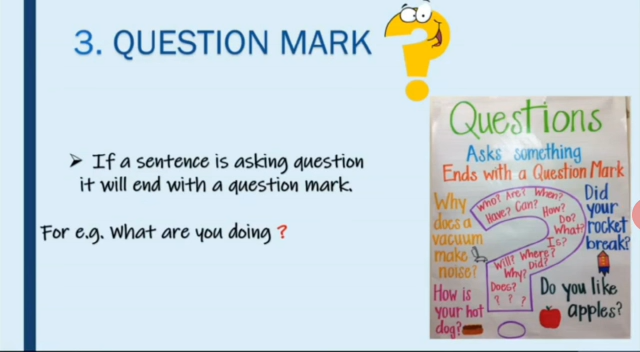 3. QUESTION MARK
➤ If a sentence is asking question
it will end with a question mark.
For e.g. What are you doing ?
Questions
Asks something
Ends with a Question Mark
Why
does a
vacuum
make
noise?
Who? Are? When?
Have? Can? How?
Do?
What?
Is?
Will? Where?
Why? Did?
Does?
? ? ?
Did
your
rocket
break?
How is
your hot
dog?
Do you like
apples?